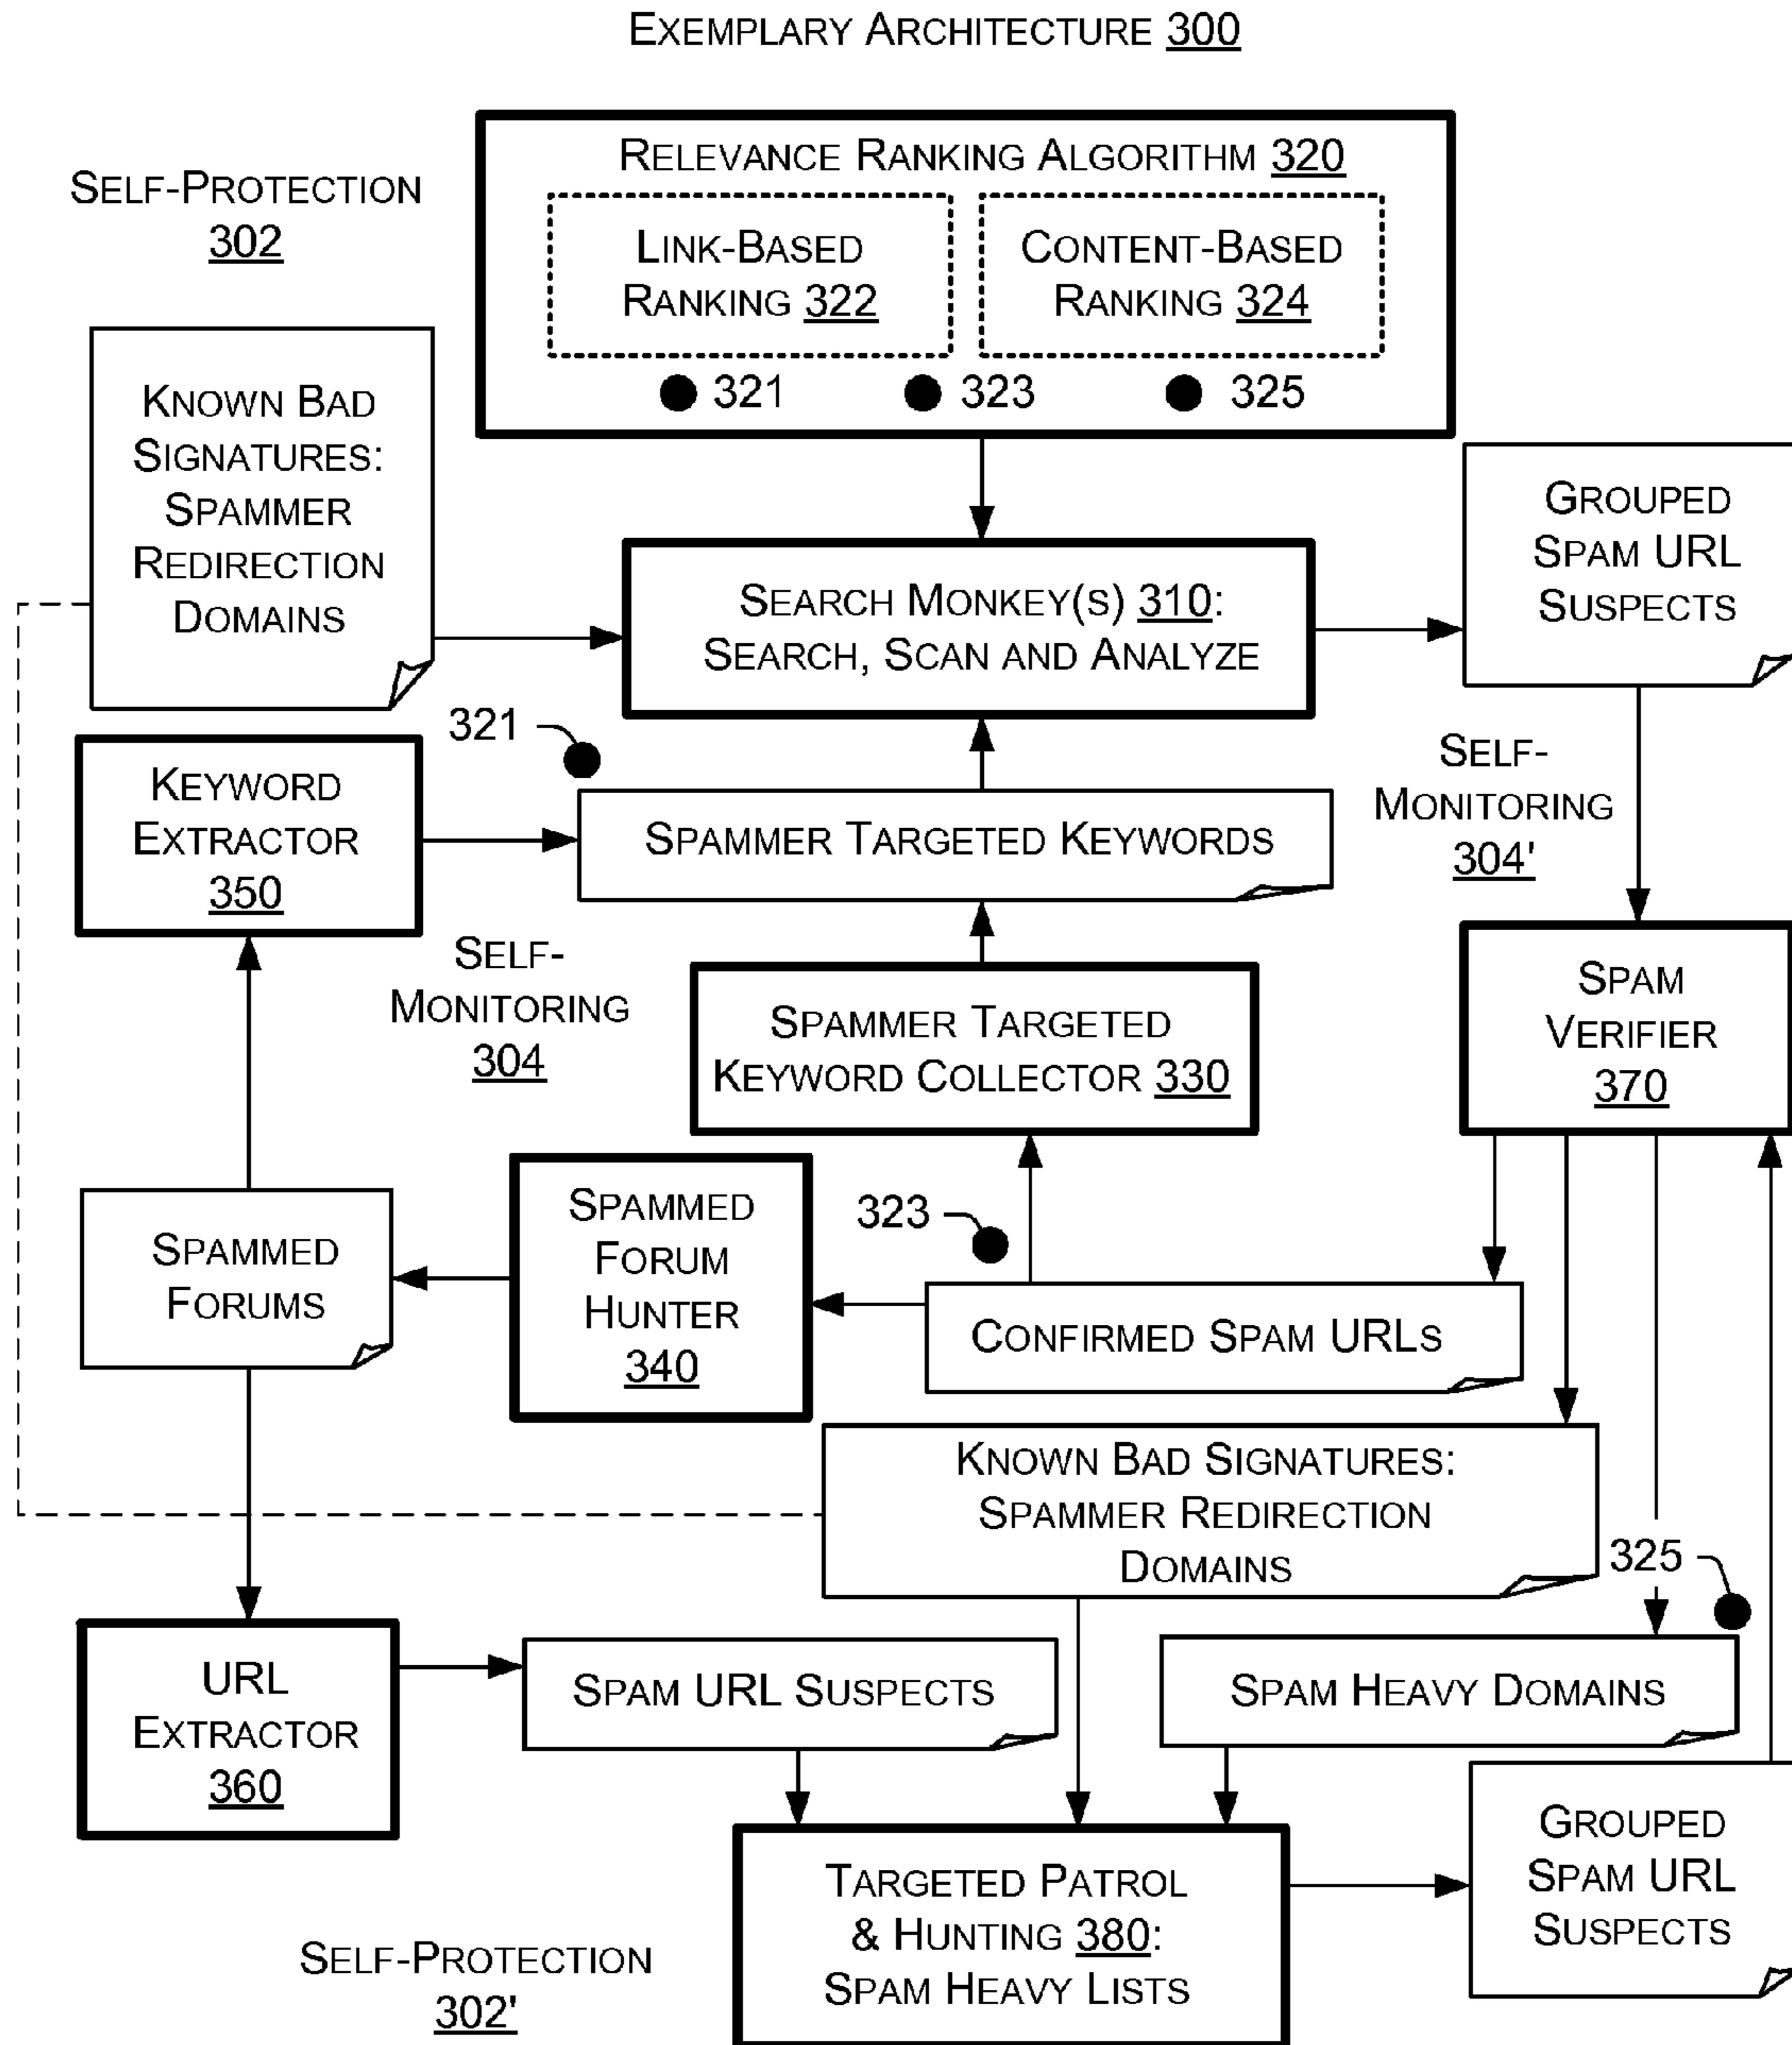 EXEMPLARY ARCHITECTURE 300
RELEVANCE RANKING ALGORITHM 320
SELF-PROTECTION
302
LINK-BASED
RANKING 322
CONTENT-BASED
RANKING 324
321
323
325
KNOWN BAD
SIGNATURES:
SPAMMER
REDIRECTION
DOMAINS
GROUPED
SPAM URL
SUSPECTS
SEARCH MONKEY(S) 310:
SEARCH, SCAN AND ANALYZE
321
KEYWORD
EXTRACTOR
350
SPAMMER TARGETED KEYWORDS
SELF-
MONITORING
304'
SELF-
MONITORING
304
SPAMMER TARGETED
KEYWORD COLLECTOR 330
SPAM
VERIFIER
370
SPAMMED
FORUMS
SPAMMED
FORUM
HUNTER
340
323
CONFIRMED SPAM URLS
KNOWN BAD SIGNATURES:
SPAMMER REDIRECTION
DOMAINS
325
URL
EXTRACTOR
360
SPAM URL SUSPECTS
SPAM HEAVY DOMAINS
TARGETED PATROL
& HUNTING 380:
SPAM HEAVY LISTS
GROUPED
SPAM URL
SUSPECTS
SELF-PROTECTION
302'